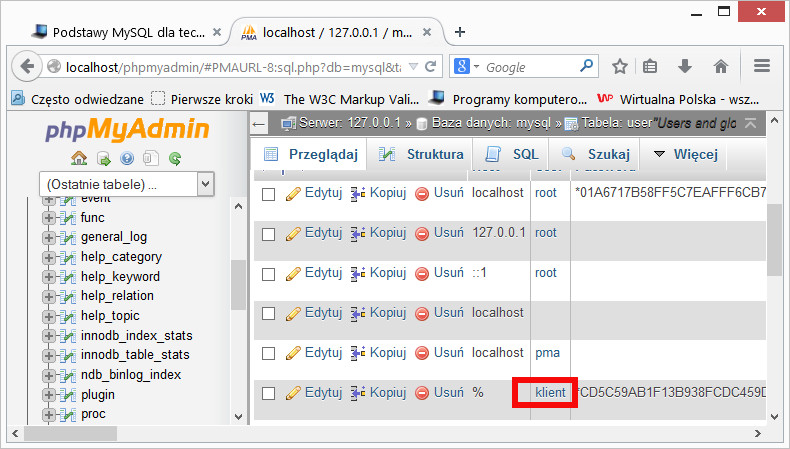 Podstawy MySQL dla tec...
localhost / 127.0.0.1 / m...
localhost/phpmyadmin/#PMAURL-8:sql.php?db=mysql&ta
Google
Często odwiedzane
Pierwsze kroki
The W3C Markup Vali...
Programy komputero...
Wirtualna Polska - wsz...
phpMyAdmin
(Ostatnie tabele) ...
event
func
general_log
help_category
help_keyword
help_relation
help_topic
innodb_index_stats
innodb_table_stats
ndb_binlog_index
plugin
proc
Serwer: 127.0.0.1 » Baza danych: mysql » Tabela: user "Users and glo
Przeglądaj Struktura SQL Szukaj Więcej
Edytuj Kopiuj Usuń localhost root *01A6717B58FF5C7EAFFF6CB7
Edytuj Kopiuj Usuń 127.0.0.1 root
Edytuj Kopiuj Usuń ::1 root
Edytuj Kopiuj Usuń localhost
Edytuj Kopiuj Usuń localhost pma
Edytuj Kopiuj Usuń % klient *CD5C59AB1F13B938FCDC459D